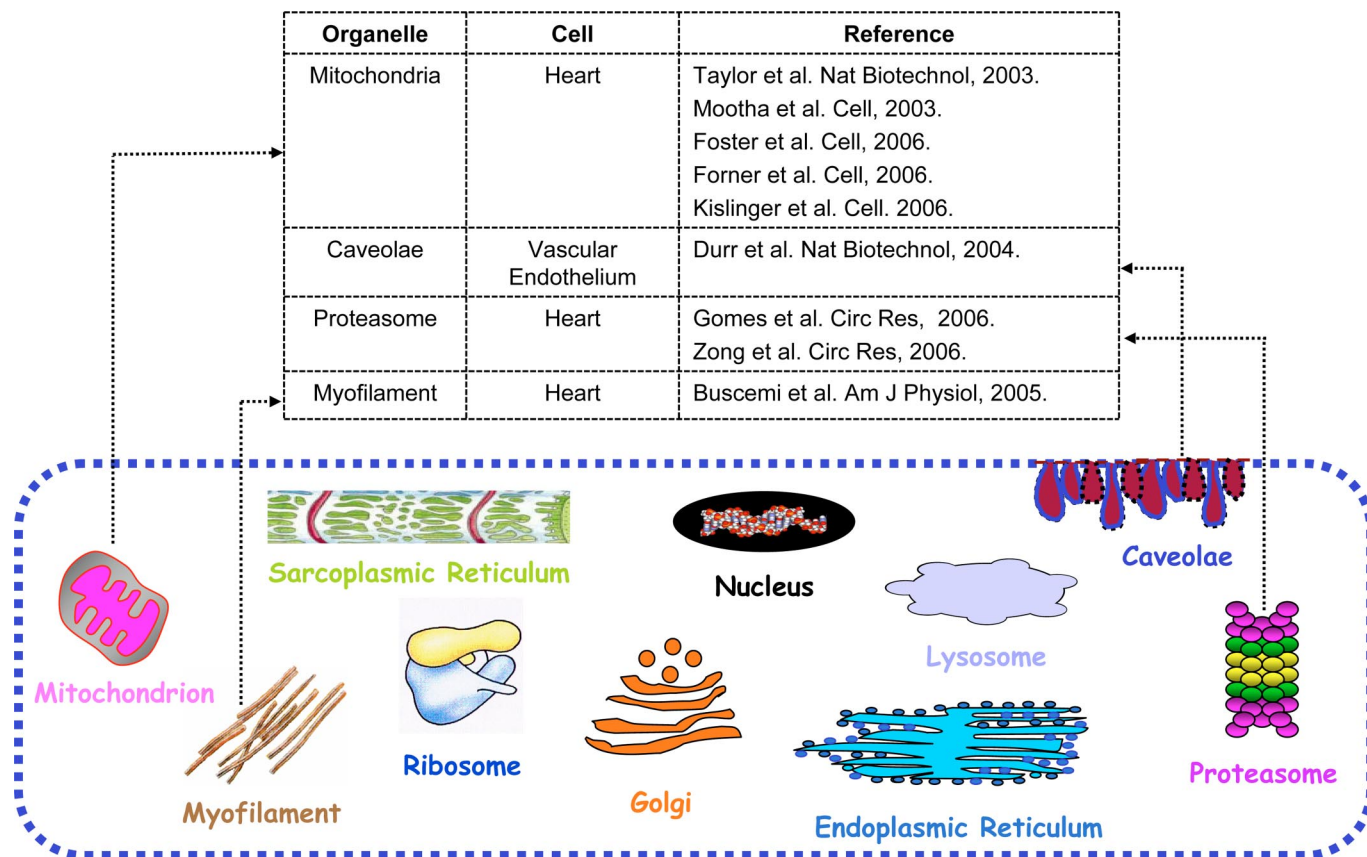 Organelle Cell Reference
Mitochondria Heart Taylor et al. Nat Biotechnol, 2003.
Mootha et al. Cell, 2003.
Foster et al. Cell, 2006.
Forner et al. Cell, 2006.
Kislinger et al. Cell. 2006.
Caveolae Vascular Durr et al. Nat Biotechnol, 2004.
Endothelium
Proteasome Heart Gomes et al. Circ Res, 2006.
Zong et al. Circ Res, 2006.
Myofilament Heart Buscemi et al. Am J Physiol, 2005.
Sarcoplasmic Reticulum
Nucleus
Caveolae
Mitochondrion
Lysosome
Myofilament
Ribosome
Golgi
Endoplasmic Reticulum
Proteasome